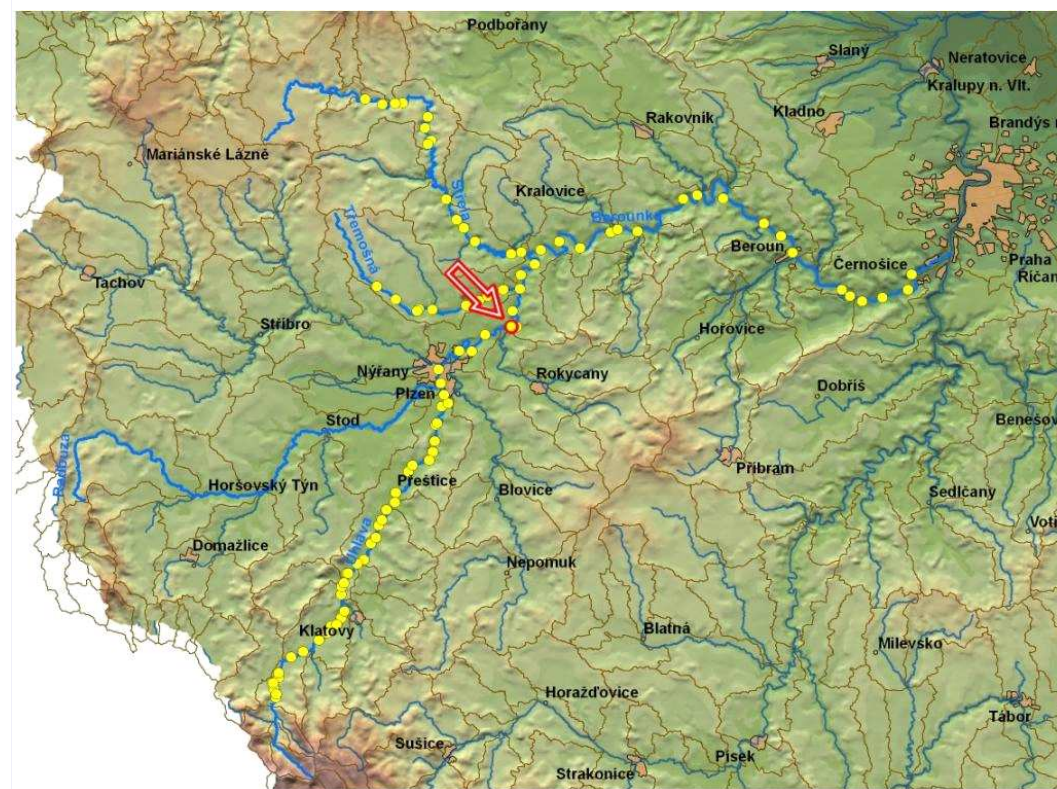 Podbořany
Slaný
Neratovice
Kralupy n. Vlt.
Rakovník
Kladno
Brandýs n
Mariánské Lázně
Střela
Kralovice
Třemošná
Berounka
Beroun
Černošice
Praha
Říčan
Tachov
Stříbro
Hořovice
Nýřany
Rokycany
Plzeň
Dobříš
Stod
Benešov
Radbuza
Příbram
Horšovský Týn
Přeštice
Blovice
Sedlčany
Voti
Úhlava
Domažlice
Nepomuk
Klatovy
Blatná
Milevsko
Horažďovice
Tábor
Sušice
Písek
Strakonice